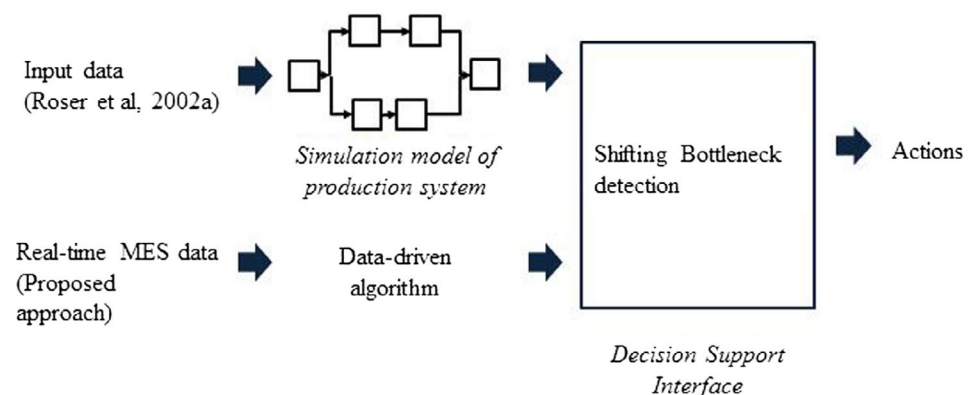 Input data
(Roser et al, 2002a)
Simulation model of
production system
Shifting Bottleneck
detection
Actions
Real-time MES data
(Proposed
approach)
Data-driven
algorithm
Decision Support
Interface